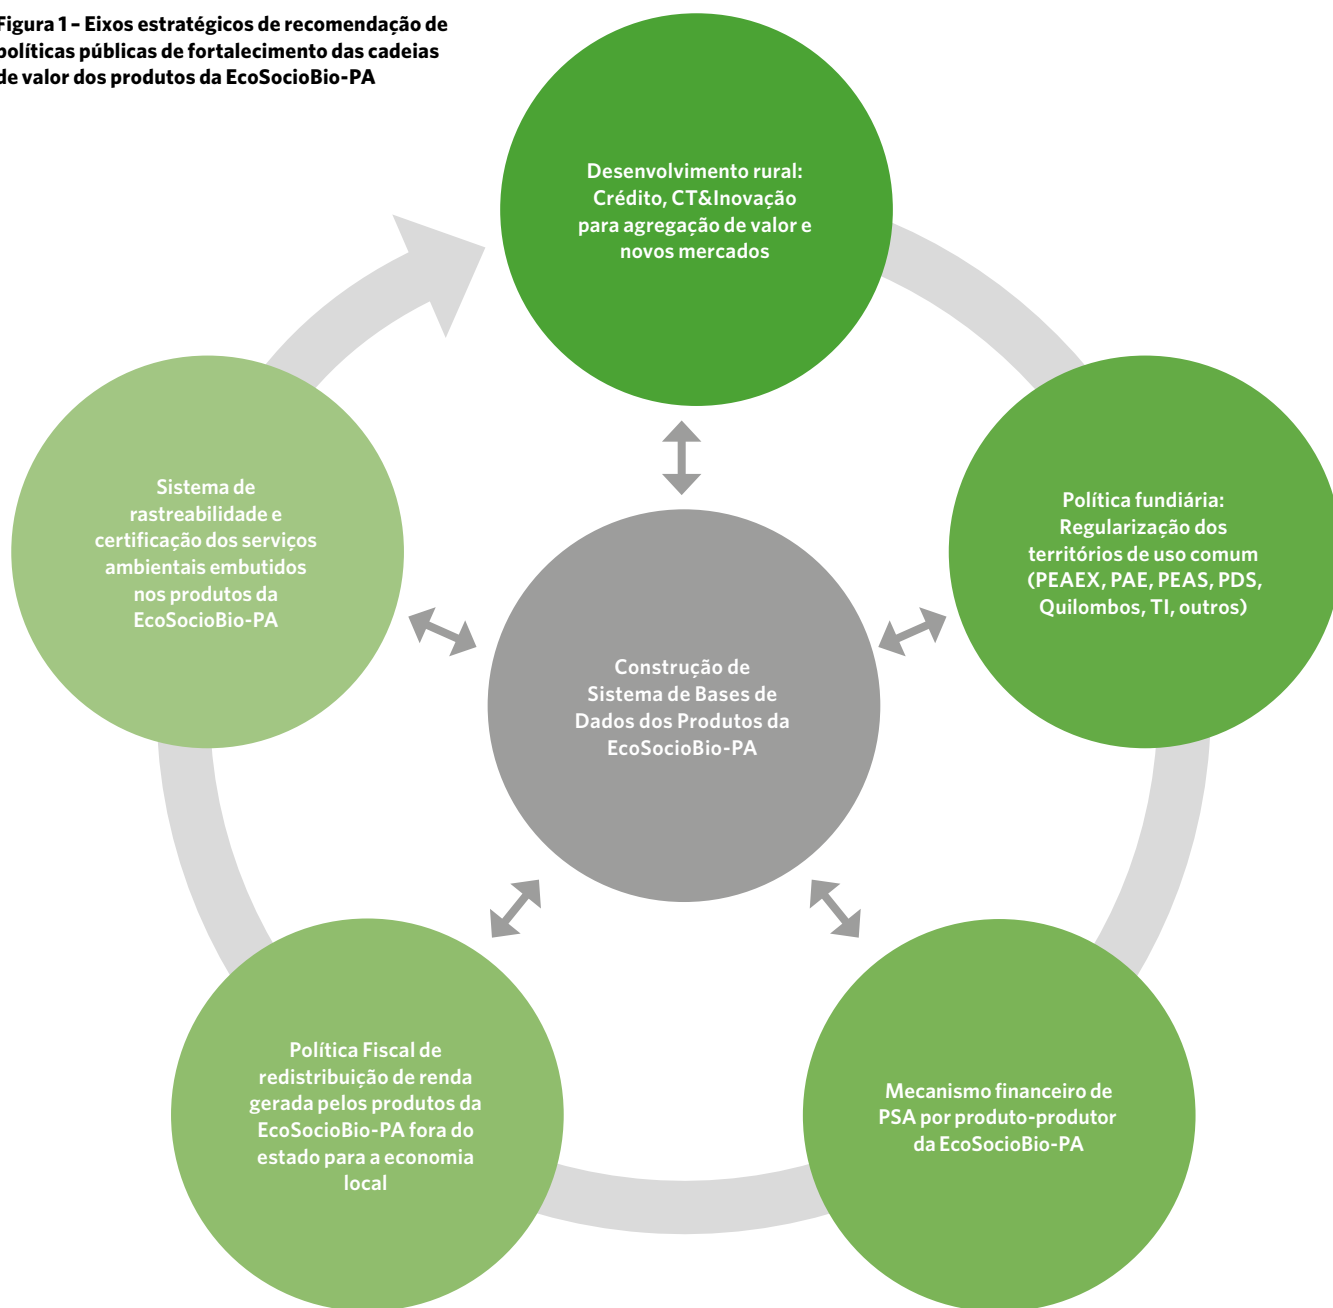 Figura 1 – Eixos estratégicos de recomendação de
políticas públicas de fortalecimento das cadeias
de valor dos produtos da EcoSocioBio-PA
Desenvolvimento rural:
Crédito, CT&Inovação
para agregação de valor e
novos mercados
Política fundiária:
Regularização dos
territórios de uso comum
(PEAEX, PAE, PEAS, PDS,
Quilombos, TI, outros)
Mecanismo financeiro de
PSA por produto-produtor
da EcoSocioBio-PA
Política Fiscal de
redistribuição de renda
gerada pelos produtos da
EcoSocioBio-PA fora do
estado para a economia
local
Sistema de
rastreabilidade e
certificação dos serviços
ambientais embutidos
nos produtos da
EcoSocioBio-PA
Construção de
Sistema de Bases de
Dados dos Produtos da
EcoSocioBio-PA